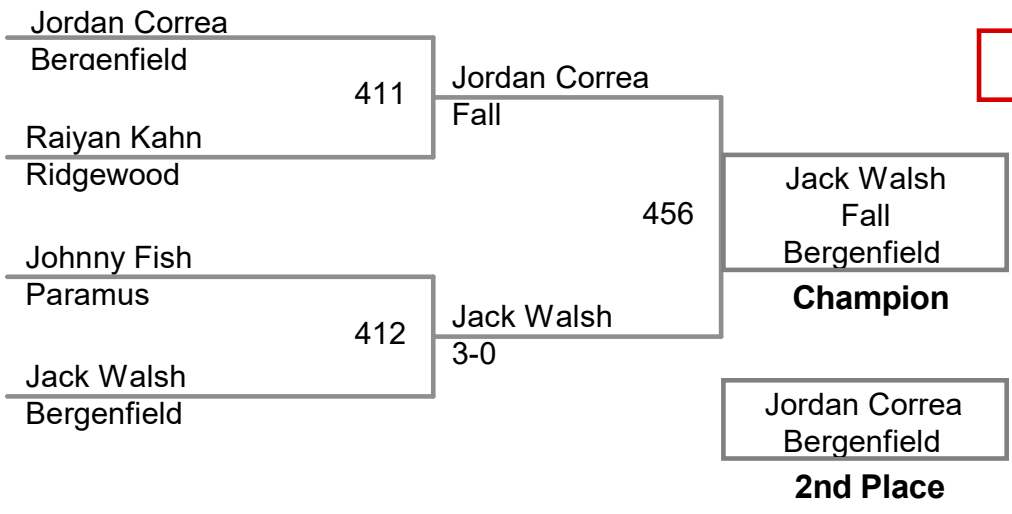 Jordan Correa
Bergenfield
411
Raiyan Kahn
Ridgewood
Johnny Fish
Paramus
412
Jack Walsh
Bergenfield
Jordan Correa
Fall
456
Jack Walsh
3-0
Jack Walsh
Fall
Bergenfield
Champion
Jordan Correa
Bergenfield
2nd Place